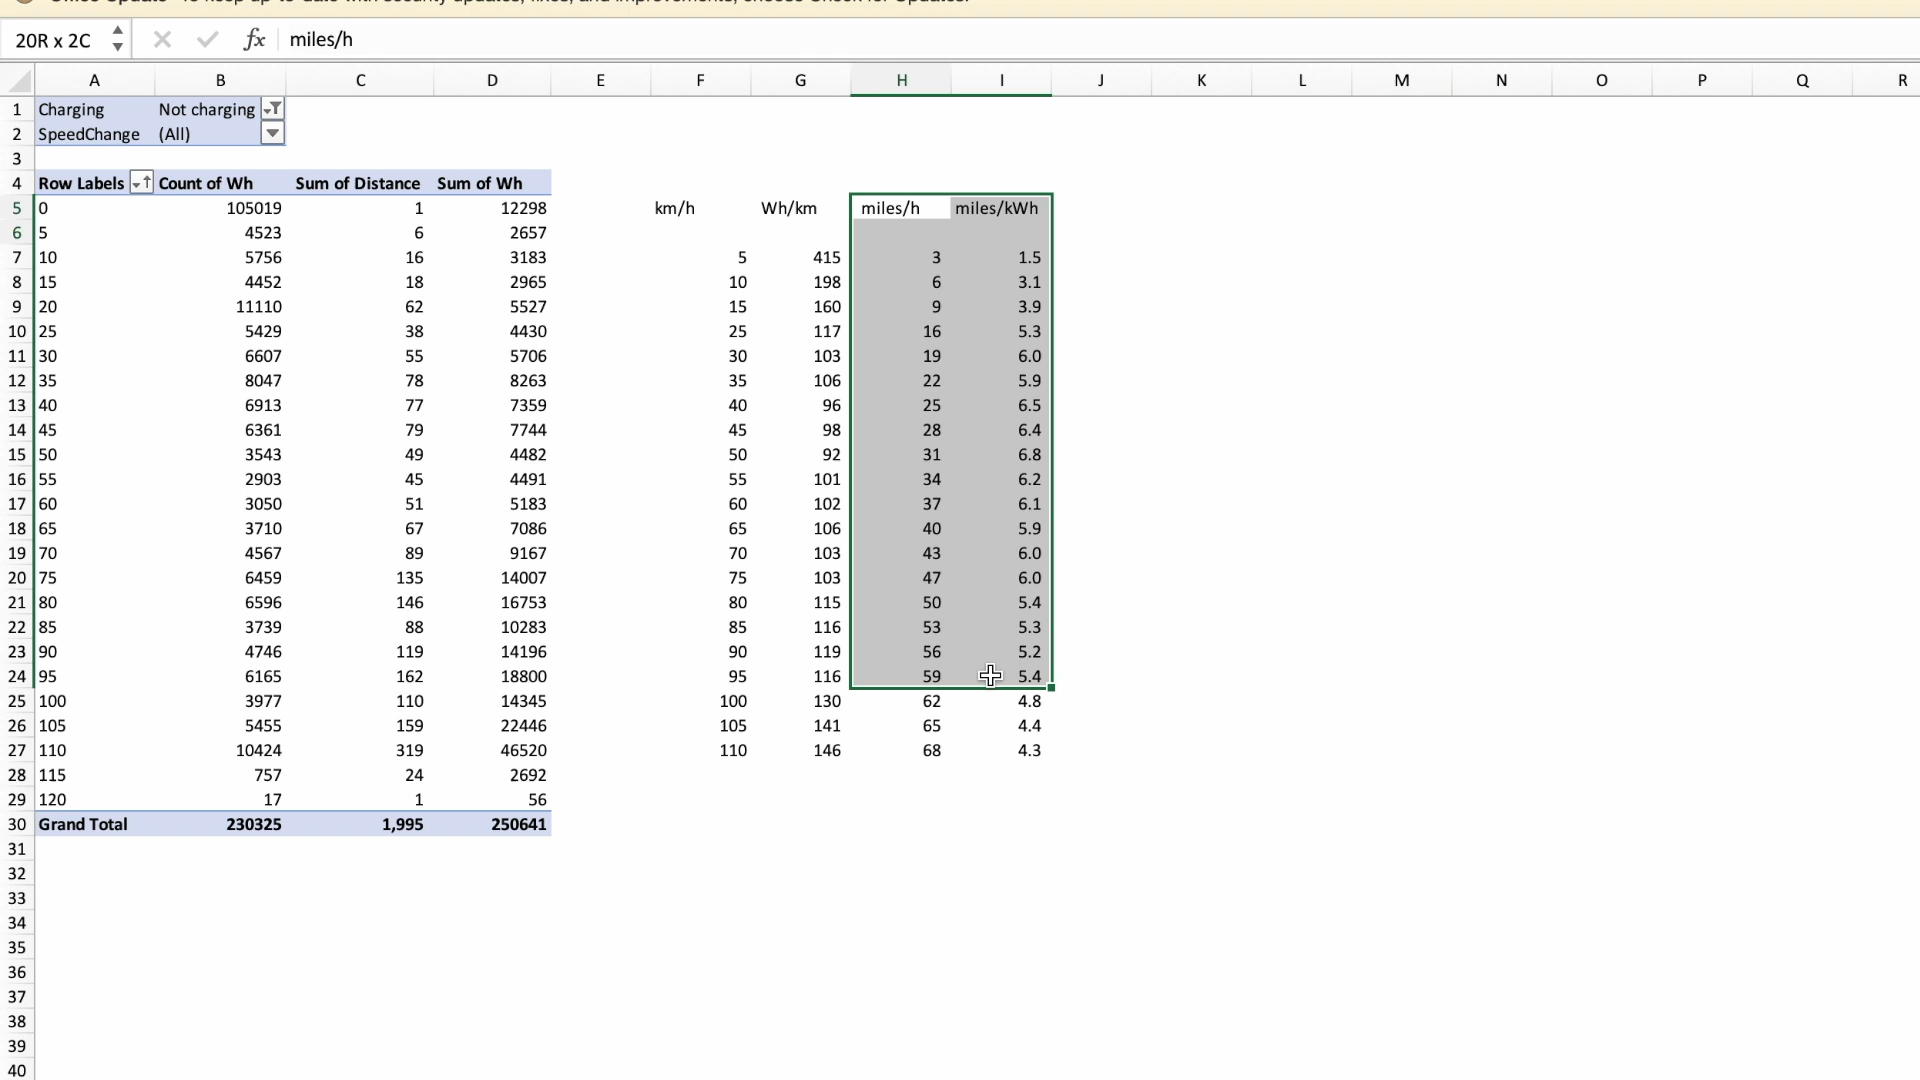 20R x 2C fx miles/h
A B C D E F G H I J K L M N O P Q R
1 Charging Not charging
2 SpeedChange (All)
3
4 Row Labels Count of Wh Sum of Distance Sum of Wh
5 0 105019 1 12298 km/h Wh/km miles/h miles/kWh
6 5 4523 6 2657
7 10 5756 16 3183 5 415 3 1.5
8 15 4452 18 2965 10 198 6 3.1
9 20 11110 62 5527 15 160 9 3.9
10 25 5429 38 4430 25 117 16 5.3
11 30 6607 55 5706 30 103 19 6.0
12 35 8047 78 8263 35 106 22 5.9
13 40 6913 77 7359 40 96 25 6.5
14 45 6361 79 7744 45 98 28 6.4
15 50 3543 49 4482 50 92 31 6.8
16 55 2903 45 4491 55 101 34 6.2
17 60 3050 51 5183 60 102 37 6.1
18 65 3710 67 7086 65 106 40 5.9
19 70 4567 89 9167 70 103 43 6.0
20 75 6459 135 14007 75 103 47 6.0
21 80 6596 146 16753 80 115 50 5.4
22 85 3739 88 10283 85 116 53 5.3
23 90 4746 119 14196 90 119 56 5.2
24 95 6165 162 18800 95 116 59 5.4
25 100 3977 110 14345 100 130 62 4.8
26 105 5455 159 22446 105 141 65 4.4
27 110 10424 319 46520 110 146 68 4.3
28 115 757 24 2692
29 120 17 1 56
30 Grand Total 230325 1,995 250641
31
32
33
34
35
36
37
38
39
40